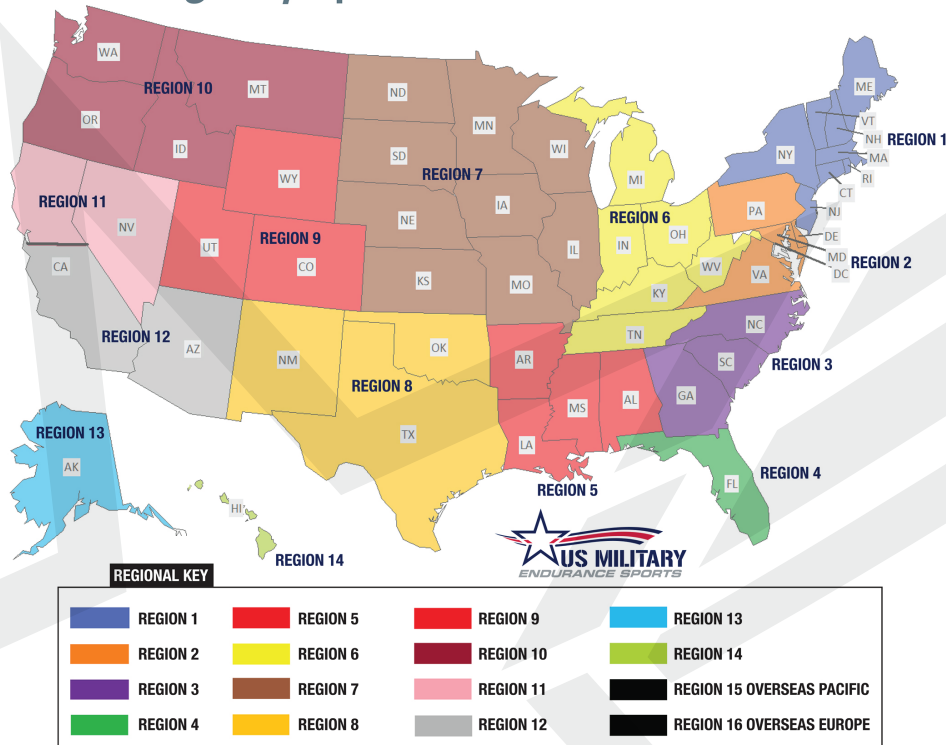 WA
ME
REGION 10
MT
ND
VT
OR
MN
NH
REGION 1
ID
WI
NY
MA
SD
RI
WY
REGION 7
MI
CT
REGION 11
IA
PA
NJ
NV
NE
REGION 6
UT
REGION 9
OH
DE
CO
IL
IN
MD
REGION 2
CA
KS
MO
WV
VA
DC
KY
REGION 12
NC
AZ
OK
TN
NM
AR
SC
REGION 3
REGION 8
MS
AL
GA
TX
REGION 13
LA
AK
REGION 4
REGION 5
FL
HI
REGION 14
US MILITARY
ENDURANCE SPORTS
REGIONAL KEY
REGION 1
REGION 5
REGION 9
REGION 13
REGION 2
REGION 6
REGION 10
REGION 14
REGION 3
REGION 7
REGION 11
REGION 15 OVERSEAS PACIFIC
REGION 4
REGION 8
REGION 12
REGION 16 OVERSEAS EUROPE